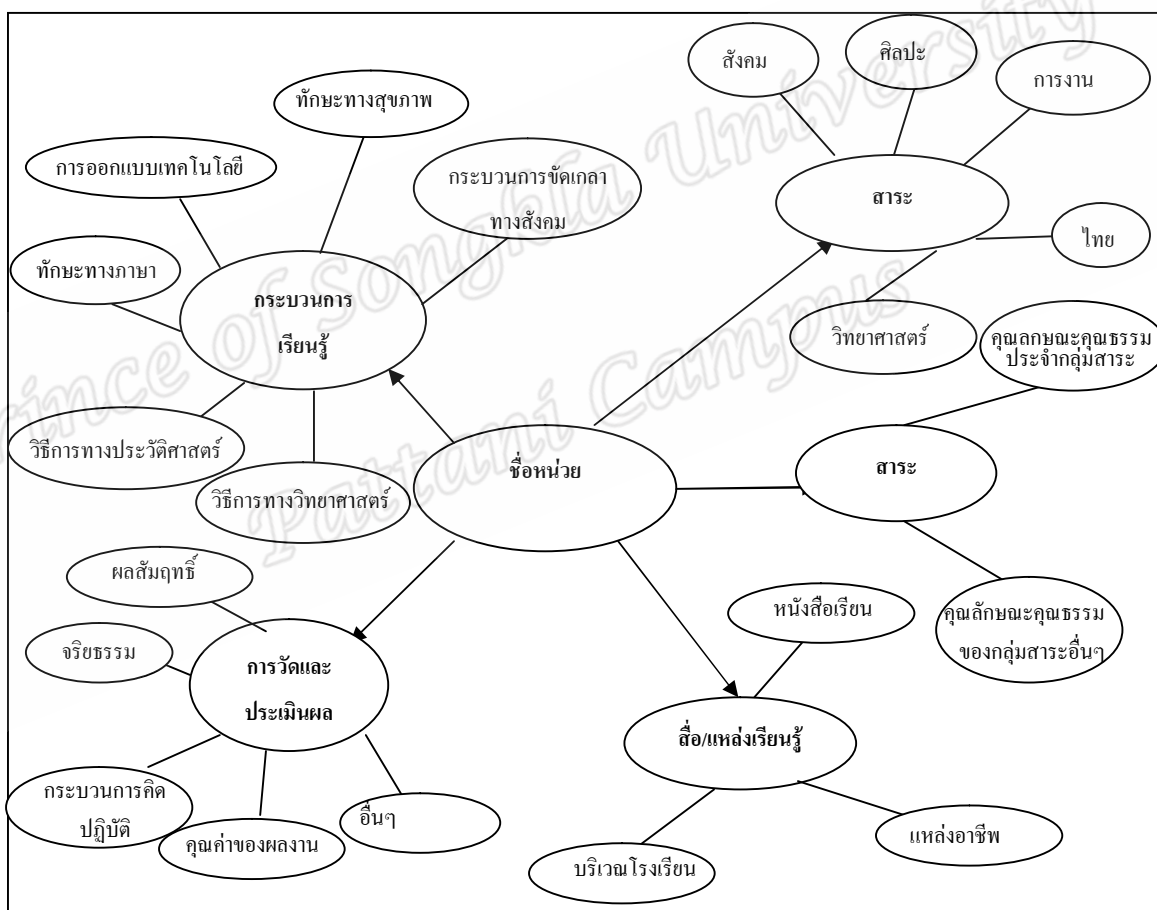 สังคม
ศิลปะ
การงาน
สาระ
ไทย
วิทยาศาสตร์
ทักษะทางสุขภาพ
การออกแบบเทคโนโลยี
กระบวนการขัดเกลา
ทางสังคม
ทักษะทางภาษา
กระบวนการ
เรียนรู้
วิธีการทางประวัติศาสตร์
วิธีการทางวิทยาศาสตร์
ชื่อหน่วย
คุณลกษณะคุณธรรม
ประจำกลุ่มสาระ
สาระ
คุณลักษณะคุณธรรม
ของกลุ่มสาระอื่นๆ
ผลสัมฤทธิ์
จริยธรรม
การวัดและ
ประเมินผล
กระบวนการคิด
ปฏิบัติ
คุณค่าของผลงาน
อื่นๆ
หนังสือเรียน
สื่อ/แหล่งเรียนรู้
แหล่งอาชีพ
บริเวณโรงเรียน
Prince of Songkla University
Pattani Campus